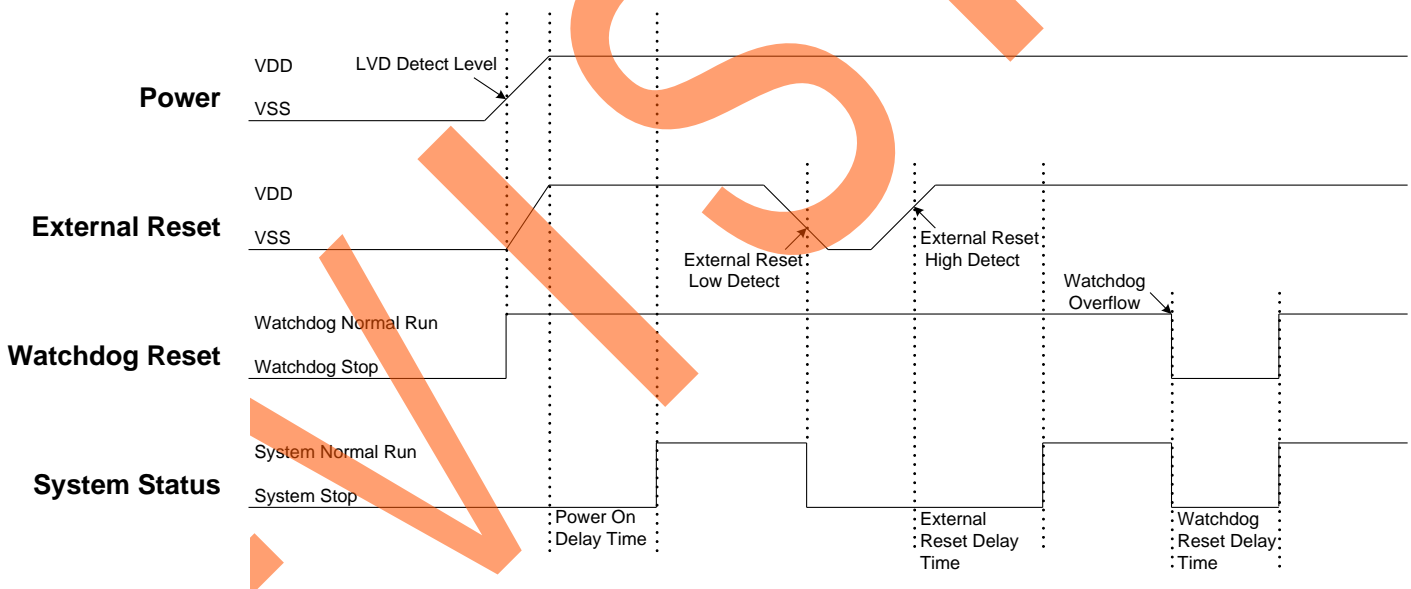 Power
VDD
LVD Detect Level
VSS
External Reset
VDD
VSS
External Reset
Low Detect
External Reset
High Detect
Watchdog
Overflow
Watchdog Reset
Watchdog Normal Run
Watchdog Stop
System Status
System Normal Run
System Stop
Power On
Delay Time
External
Reset Delay
Time
Watchdog
Reset Delay
Time